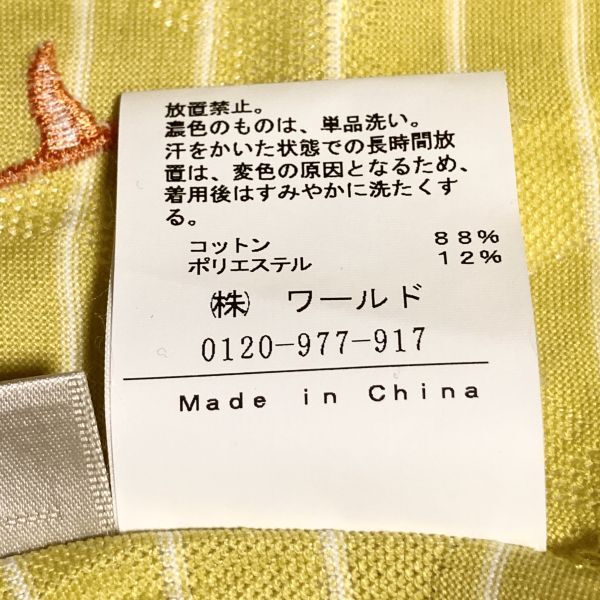 放置禁止。
濃色のものは、単品洗い。
汗をかいた状態での長時間放
置は、変色の原因となるため、
着用後はすみやかに洗たくす
る。
コットン 88%
ポリエステル 12%
㈱ ワールド
0120-977-917
Made in China